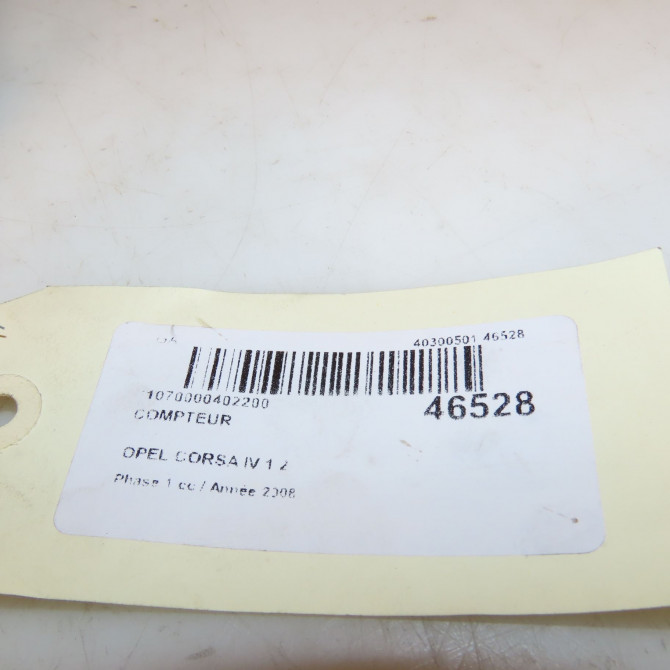 40300501 46528
1070000402200
46528
COMPTEUR
OPEL CORSA IV 1 2
Phase 1 cc / Année 2008